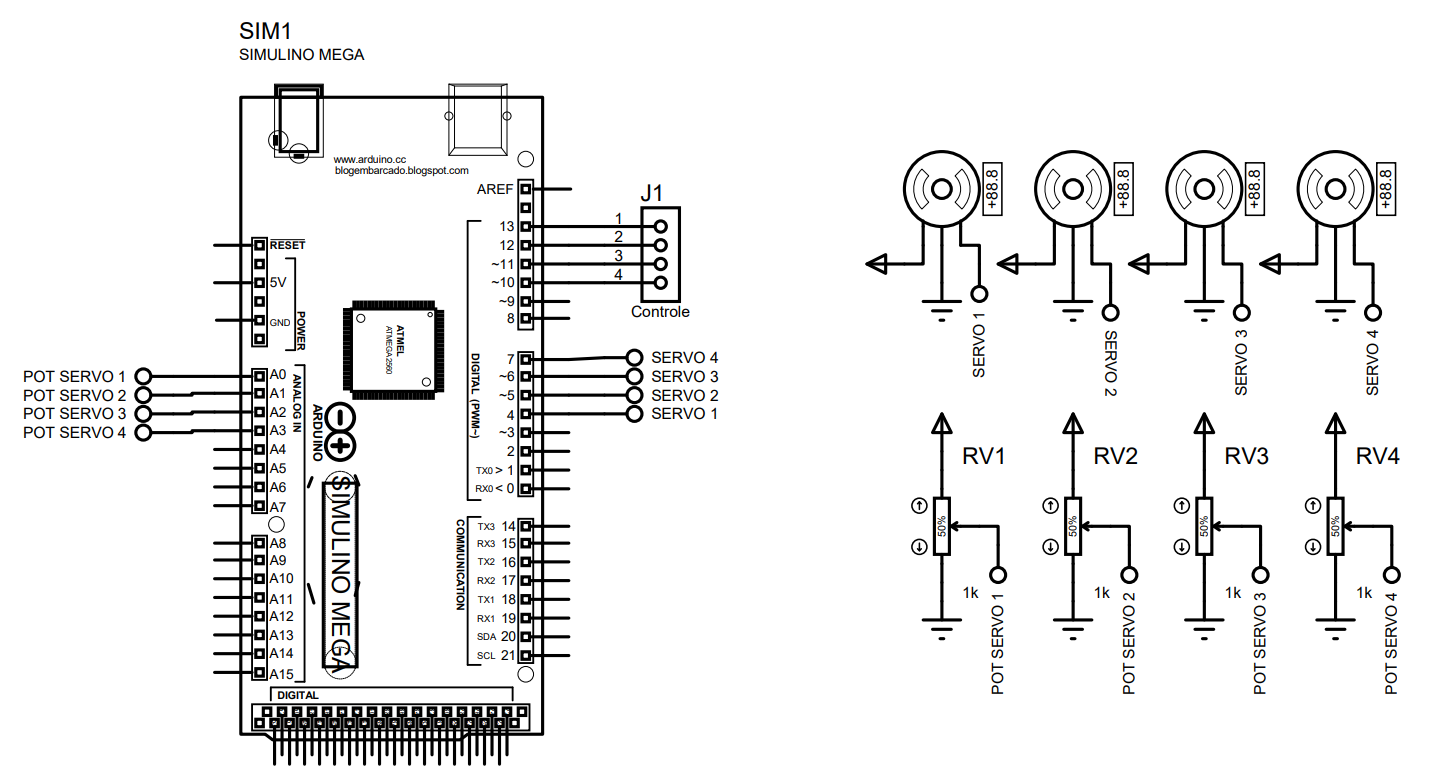 SIM1
SIMULINO MEGA
www.arduino.cc
blogembarcado.blogspot.com
RESET
5V
GND
POWER
A0
A1
A2
A3
A4
A5
A6
A7
A8
A9
A10
A11
A12
A13
A14
A15
ANALOG IN
POT SERVO 1
POT SERVO 2
POT SERVO 3
POT SERVO 4
ATMEL
ATMEGA2560
ARDUINO
SIMULINO MEGA
AREF
13
12
~11
~10
~9
8
7
~6
~5
4
~3
2
TX0 > 1
RX0 < 0
DIGITAL (PWM~)
TX3 14
RX3 15
TX2 16
RX2 17
TX1 18
RX1 19
SDA 20
SCL 21
COMMUNICATION
DIGITAL
J1
1
2
3
4
Controle
SERVO 4
SERVO 3
SERVO 2
SERVO 1
+88.8
+88.8
+88.8
+88.8
SERVO 1
SERVO 2
SERVO 3
SERVO 4
RV1
RV2
RV3
RV4
50%
50%
50%
50%
1k
1k
1k
1k
POT SERVO 1
POT SERVO 2
POT SERVO 3
POT SERVO 4